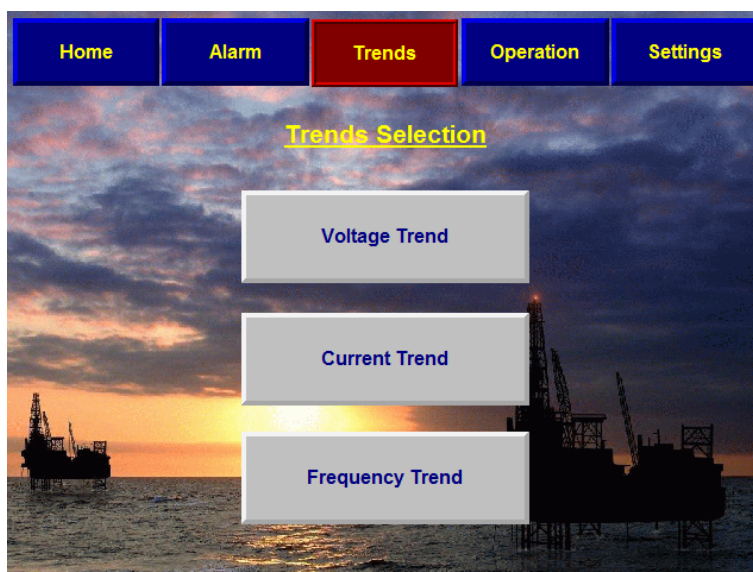 Home Alarm Trends Operation Settings
Trends Selection
Voltage Trend
Current Trend
Frequency Trend